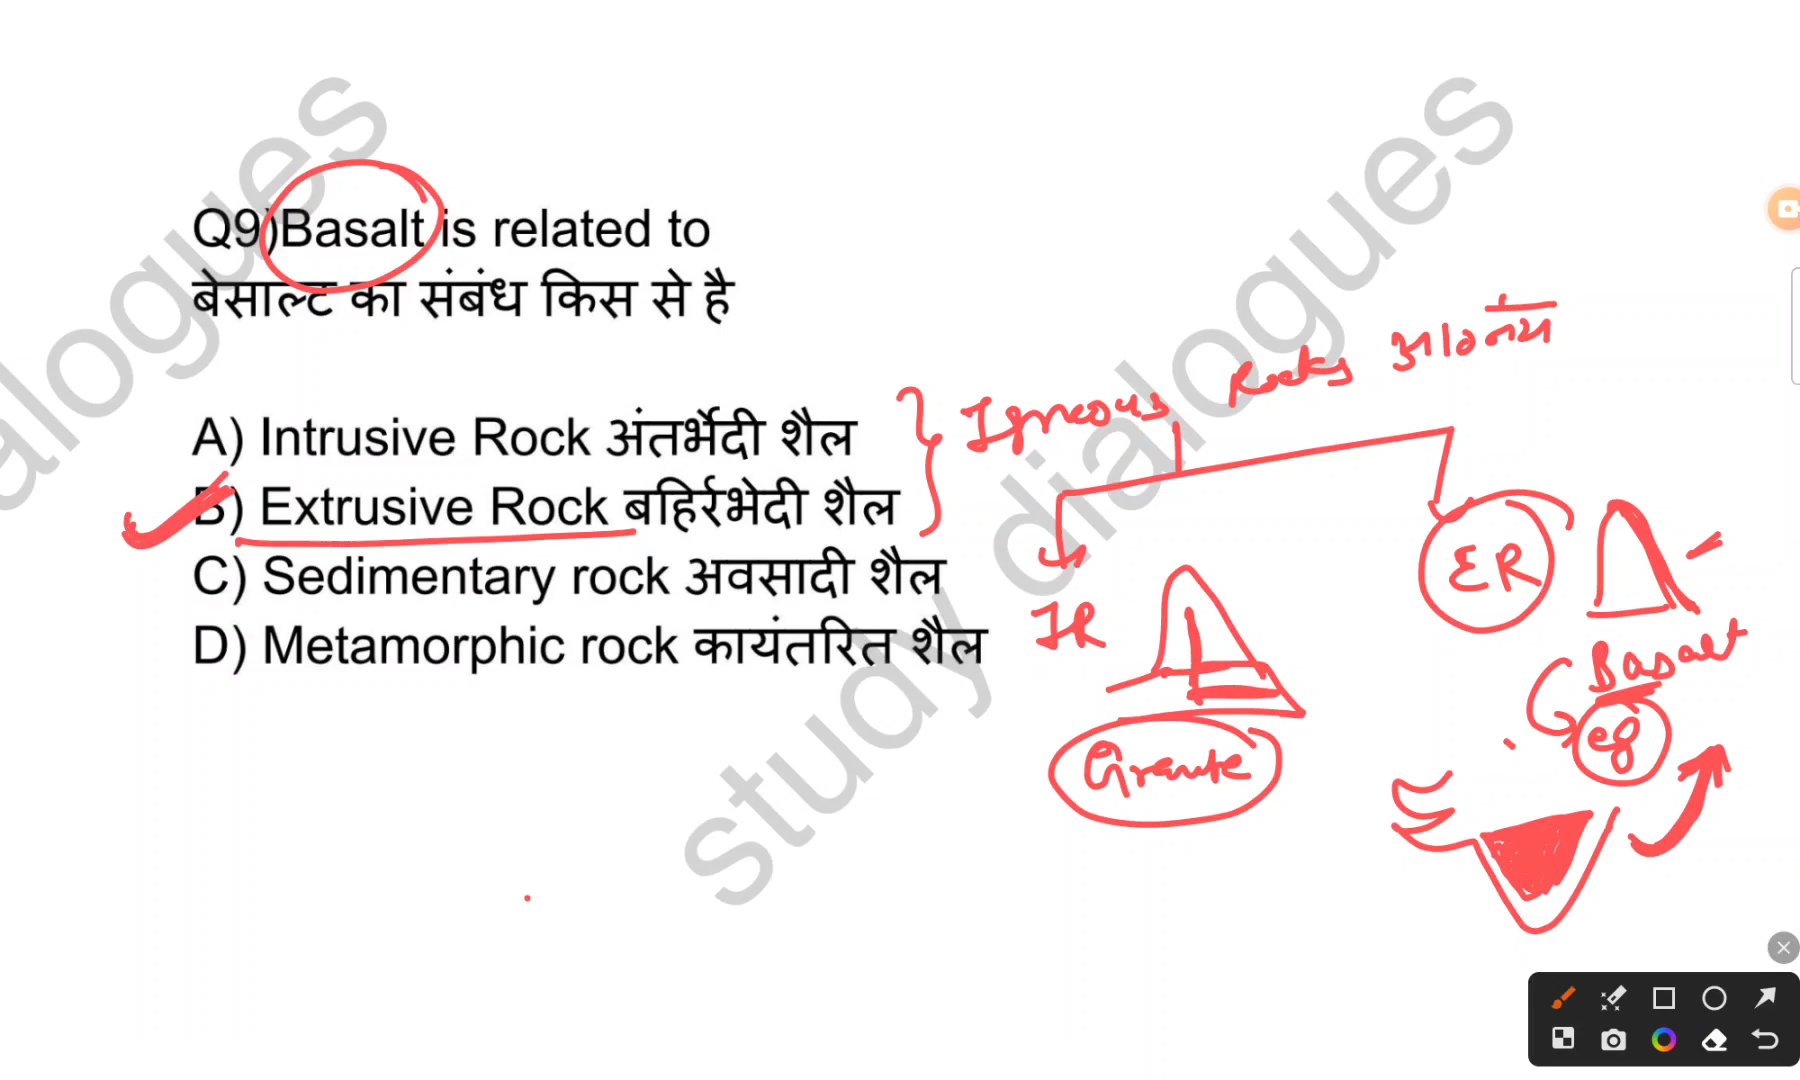 Q9)Basalt is related to
बेसाल्ट का संबंध किस से है
A) Intrusive Rock अंतर्भेदी शैल
B) Extrusive Rock बहिर्रभेदी शैल
C) Sedimentary rock अवसादी शैल
D) Metamorphic rock कायंतरित शैल
Igneous Rocks
IR
ER
Granite
Basalt
eg
study dialogues
alogues